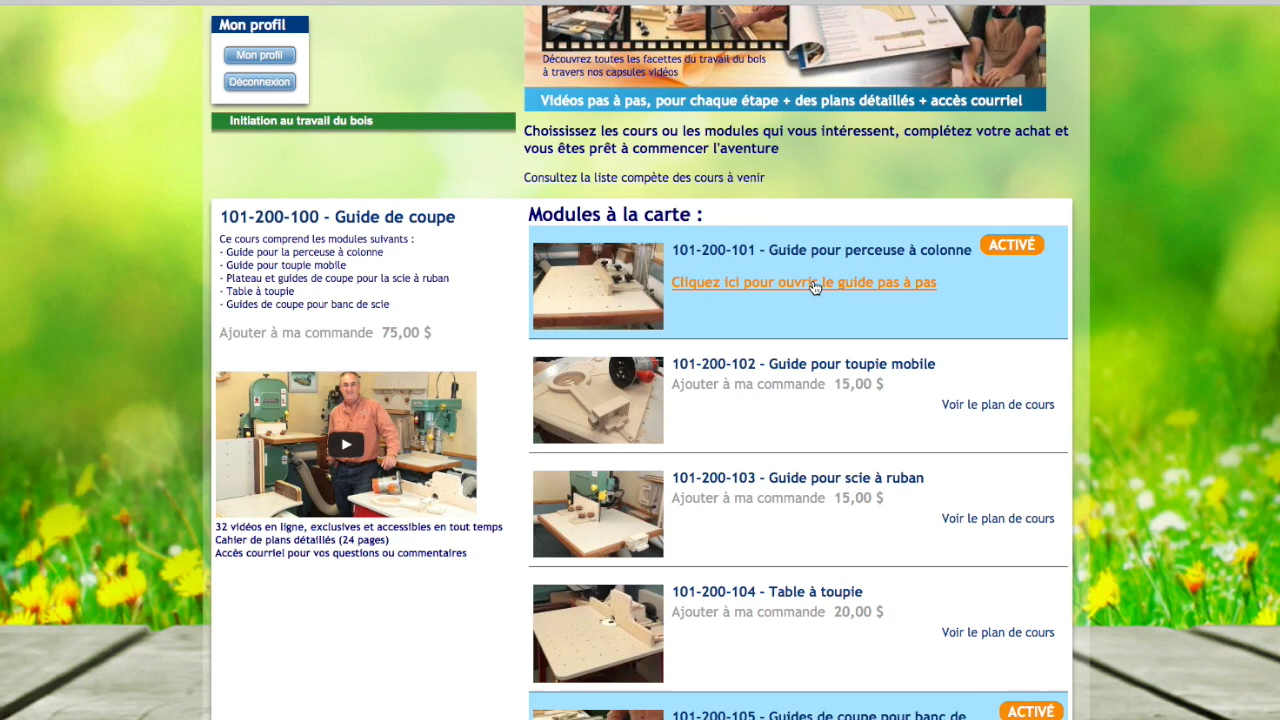 Mon profil
Mon profil
Déconnexion
Découvrez toutes les facettes du travail du bois
à travers nos capsules vidéos
Vidéos pas à pas, pour chaque étape + des plans détaillés + accès courriel
Initiation au travail du bois
Choississez les cours ou les modules qui vous intéressent, complétez votre achat et
vous êtes prêt à commencer l'aventure
Consultez la liste compète des cours à venir
101-200-100 - Guide de coupe
Ce cours comprend les modules suivants :
- Guide pour la perceuse à colonne
- Guide pour toupie mobile
- Plateau et guides de coupe pour la scie à ruban
- Table à toupie
- Guides de coupe pour banc de scie
Ajouter à ma commande 75,00 $
32 vidéos en ligne, exclusives et accessibles en tout temps
Cahier de plans détaillés (24 pages)
Accès courriel pour vos questions ou commentaires
Modules à la carte :
101-200-101 - Guide pour perceuse à colonne ACTIVÉ
Cliquez ici pour ouvrir le guide pas à pas
101-200-102 - Guide pour toupie mobile
Ajouter à ma commande 15,00 $
Voir le plan de cours
101-200-103 - Guide pour scie à ruban
Ajouter à ma commande 15,00 $
Voir le plan de cours
101-200-104 - Table à toupie
Ajouter à ma commande 20,00 $
Voir le plan de cours
101-200-105 - Guides de coupe pour banc de ACTIVÉ